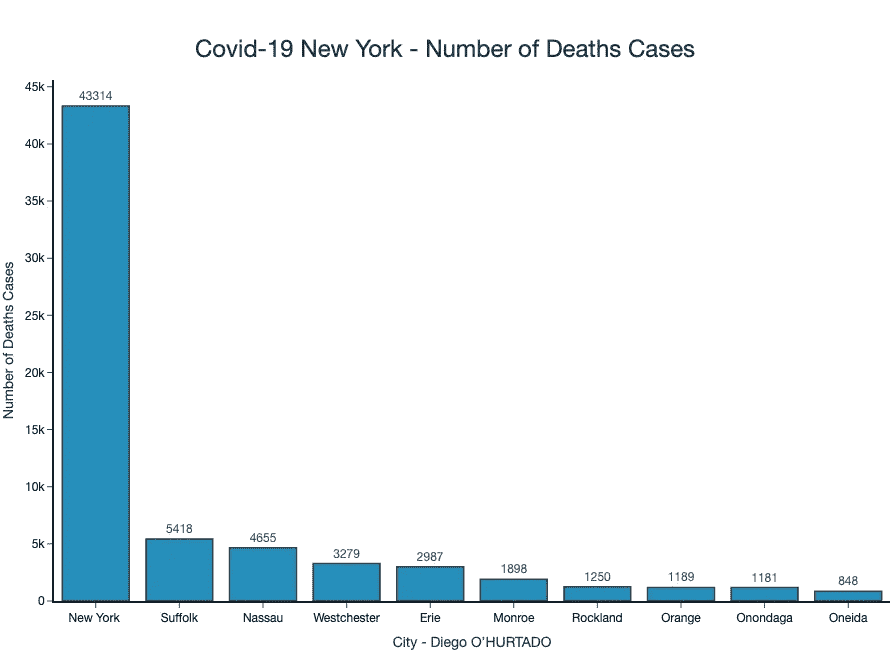 Covid-19 New York - Number of Deaths Cases
Number of Deaths Cases
45k
40k
35k
30k
25k
20k
15k
10k
5k
0
43314
5418
4655
3279
2987
1898
1250
1189
1181
848
New York
Suffolk
Nassau
Westchester
Erie
Monroe
Rockland
Orange
Onondaga
Oneida
City - Diego O'HURTADO